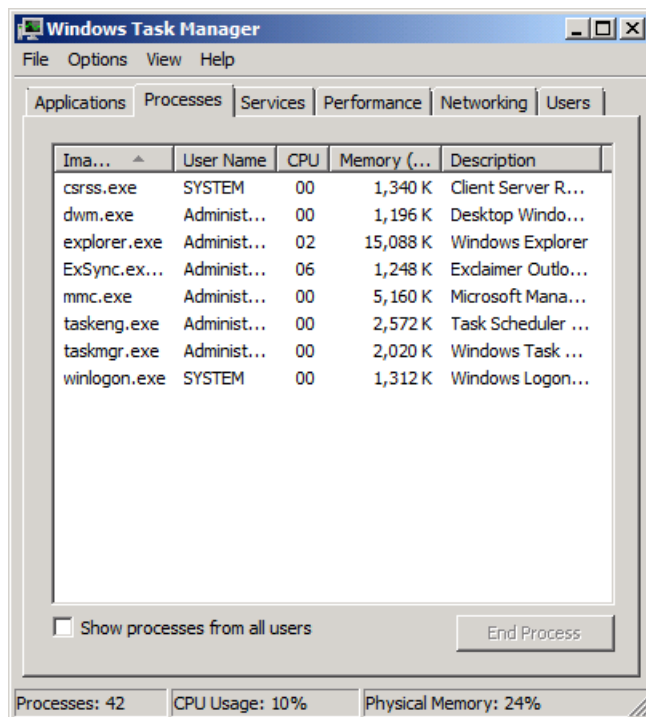 Windows Task Manager
File Options View Help
Applications Processes Services Performance Networking Users
Ima... User Name CPU Memory (... Description
csrss.exe SYSTEM 00 1,340 K Client Server R...
dwm.exe Administ... 00 1,196 K Desktop Windo...
explorer.exe Administ... 02 15,088 K Windows Explorer
ExSync.ex... Administ... 06 1,248 K Exclaimer Outlo...
mmc.exe Administ... 00 5,160 K Microsoft Mana...
taskeng.exe Administ... 00 2,572 K Task Scheduler ...
taskmgr.exe Administ... 00 2,020 K Windows Task ...
winlogon.exe SYSTEM 00 1,312 K Windows Logon...
Show processes from all users End Process
Processes: 42 CPU Usage: 10% Physical Memory: 24%